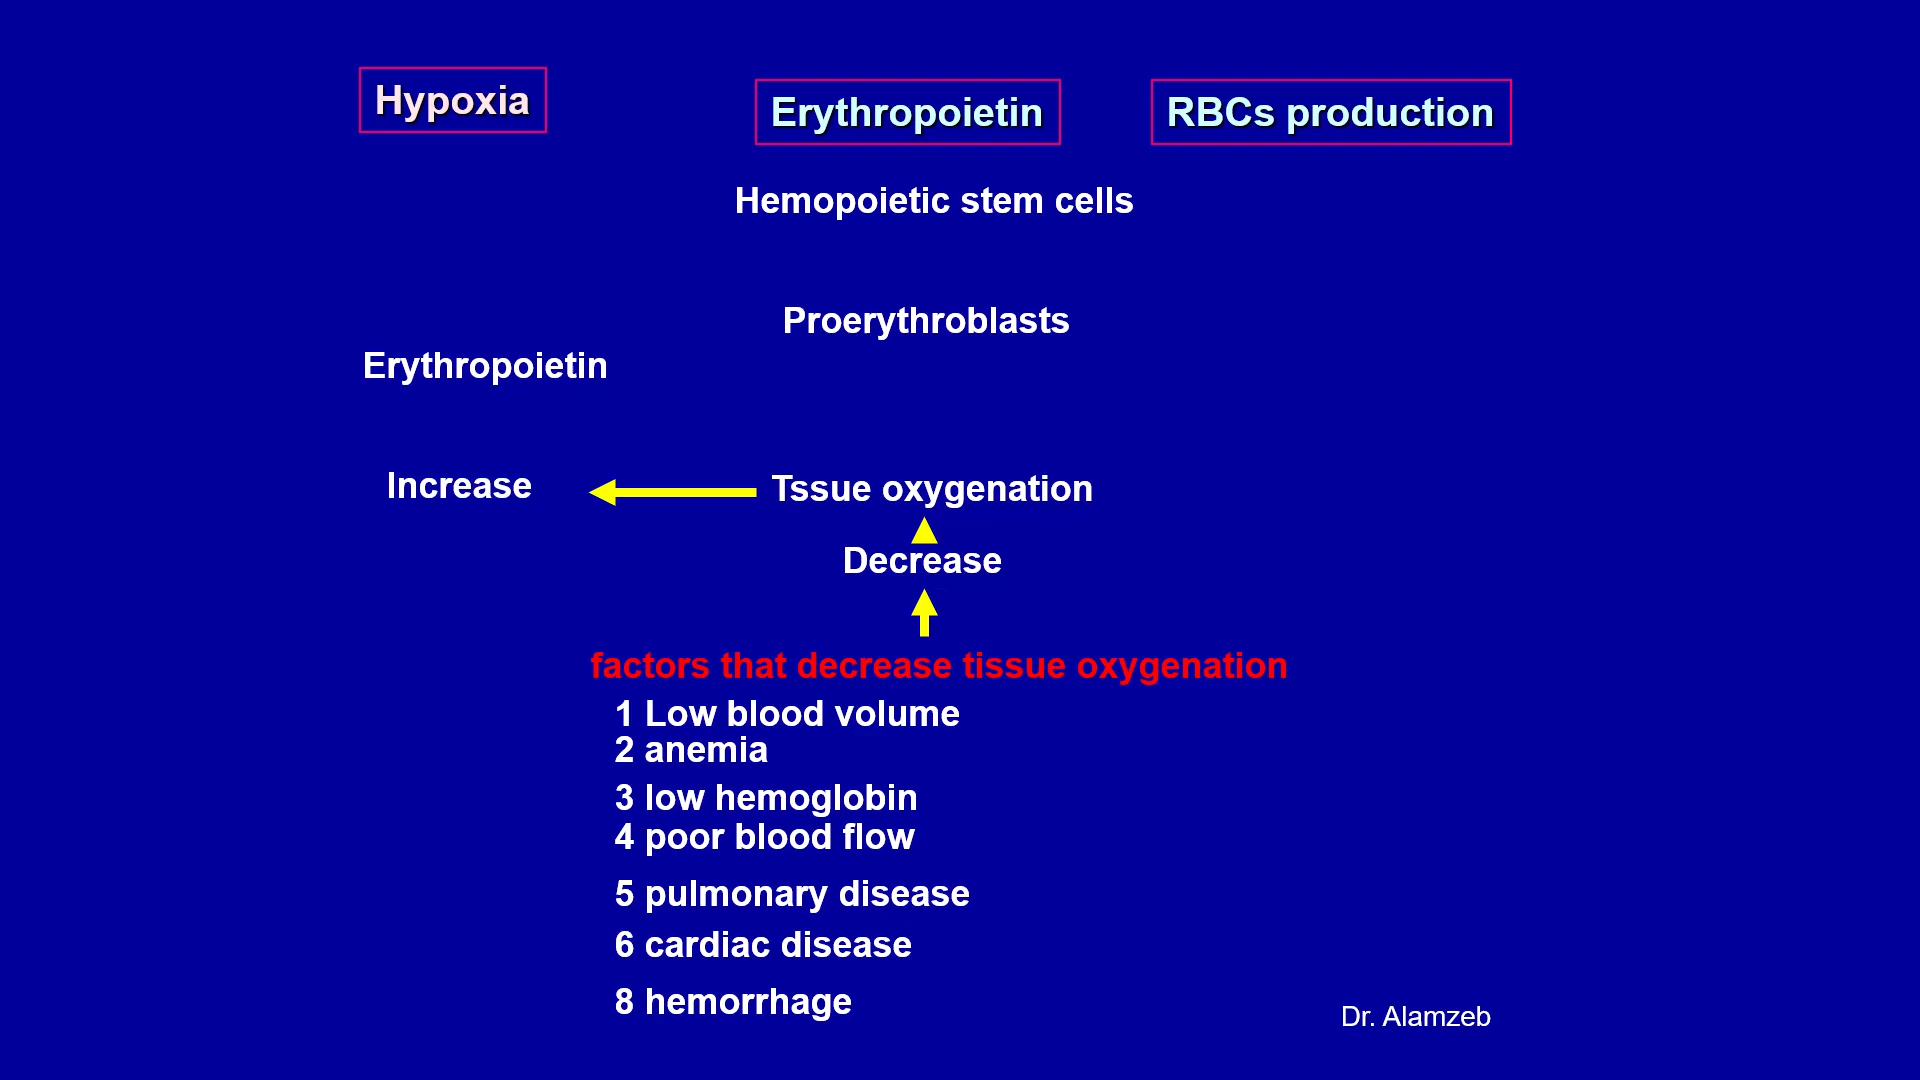 Hypoxia
Erythropoietin
RBCs production
Hemopoietic stem cells
Proerythroblasts
Erythropoietin
Increase
Tssue oxygenation
Decrease
factors that decrease tissue oxygenation
1 Low blood volume
2 anemia
3 low hemoglobin
4 poor blood flow
5 pulmonary disease
6 cardiac disease
8 hemorrhage
Dr. Alamzeb